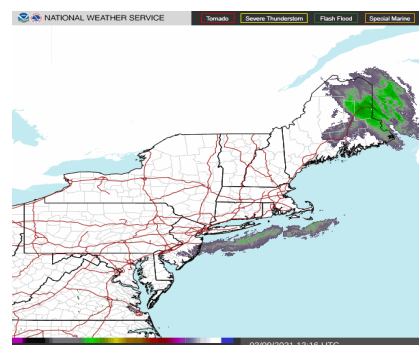 NATIONAL WEATHER SERVICE
Tornado
Severe Thunderstorm
Flash Flood
Special Marine